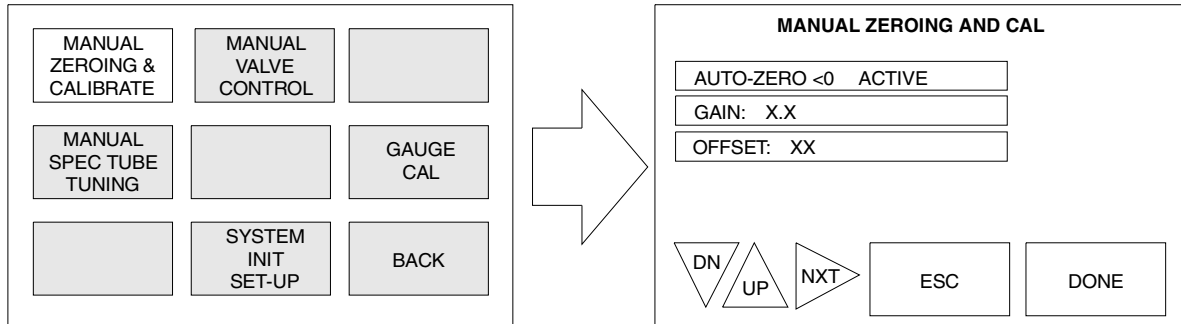 MANUAL
ZEROING &
CALIBRATE
MANUAL
VALVE
CONTROL
MANUAL
SPEC TUBE
TUNING
GAUGE
CAL
SYSTEM
INIT
SET-UP
BACK
MANUAL ZEROING AND CAL
AUTO-ZERO <0 ACTIVE
GAIN: X.X
OFFSET: XX
DN
UP
NXT
ESC
DONE